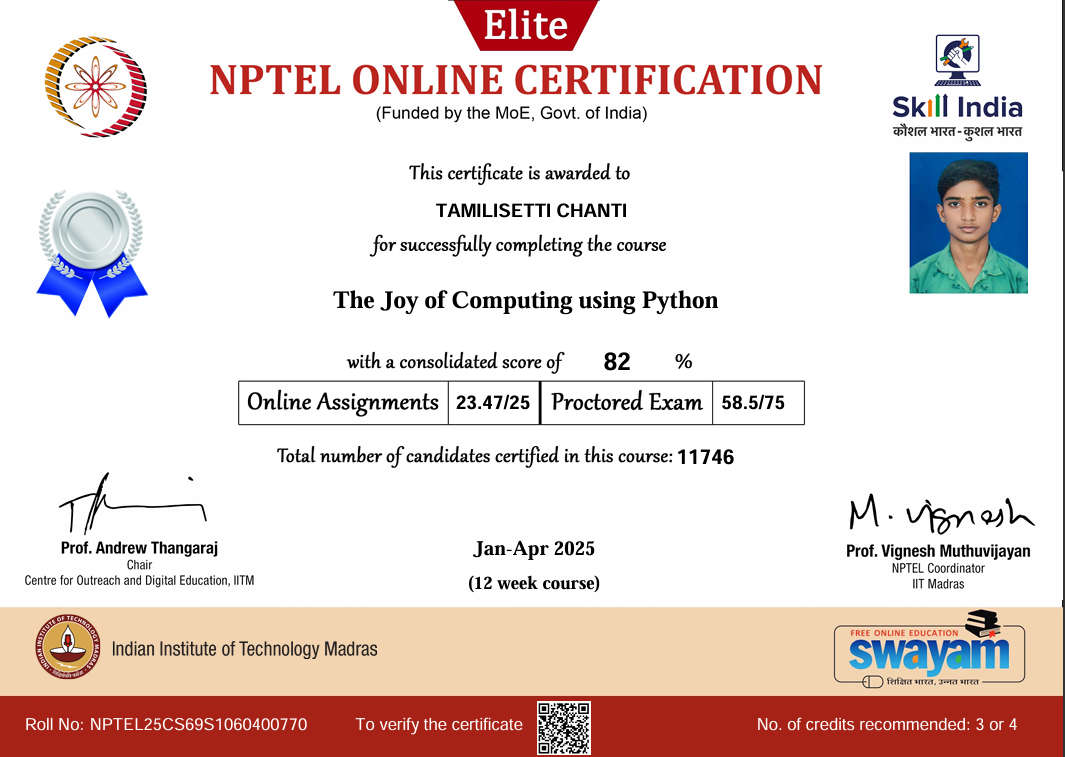 Elite
NPTEL ONLINE CERTIFICATION
(Funded by the MoE, Govt. of India)
Skill India
कौशल भारत - कुशल भारत
This certificate is awarded to
TAMILISETTI CHANTI
for successfully completing the course
The Joy of Computing using Python
with a consolidated score of 82 %
Online Assignments 23.47/25 Proctored Exam 58.5/75
Total number of candidates certified in this course: 11746
M. Vignesh
Prof. Andrew Thangaraj
Chair
Centre for Outreach and Digital Education, IITM
Jan-Apr 2025
(12 week course)
Prof. Vignesh Muthuvijayan
NPTEL Coordinator
IIT Madras
INDIAN INSTITUTE OF TECHNOLOGY MADRAS
Indian Institute of Technology Madras
FREE ONLINE EDUCATION
swayam
शिक्षित भारत, उन्नत भारत
Roll No: NPTEL25CS69S1060400770
To verify the certificate
No. of credits recommended: 3 or 4